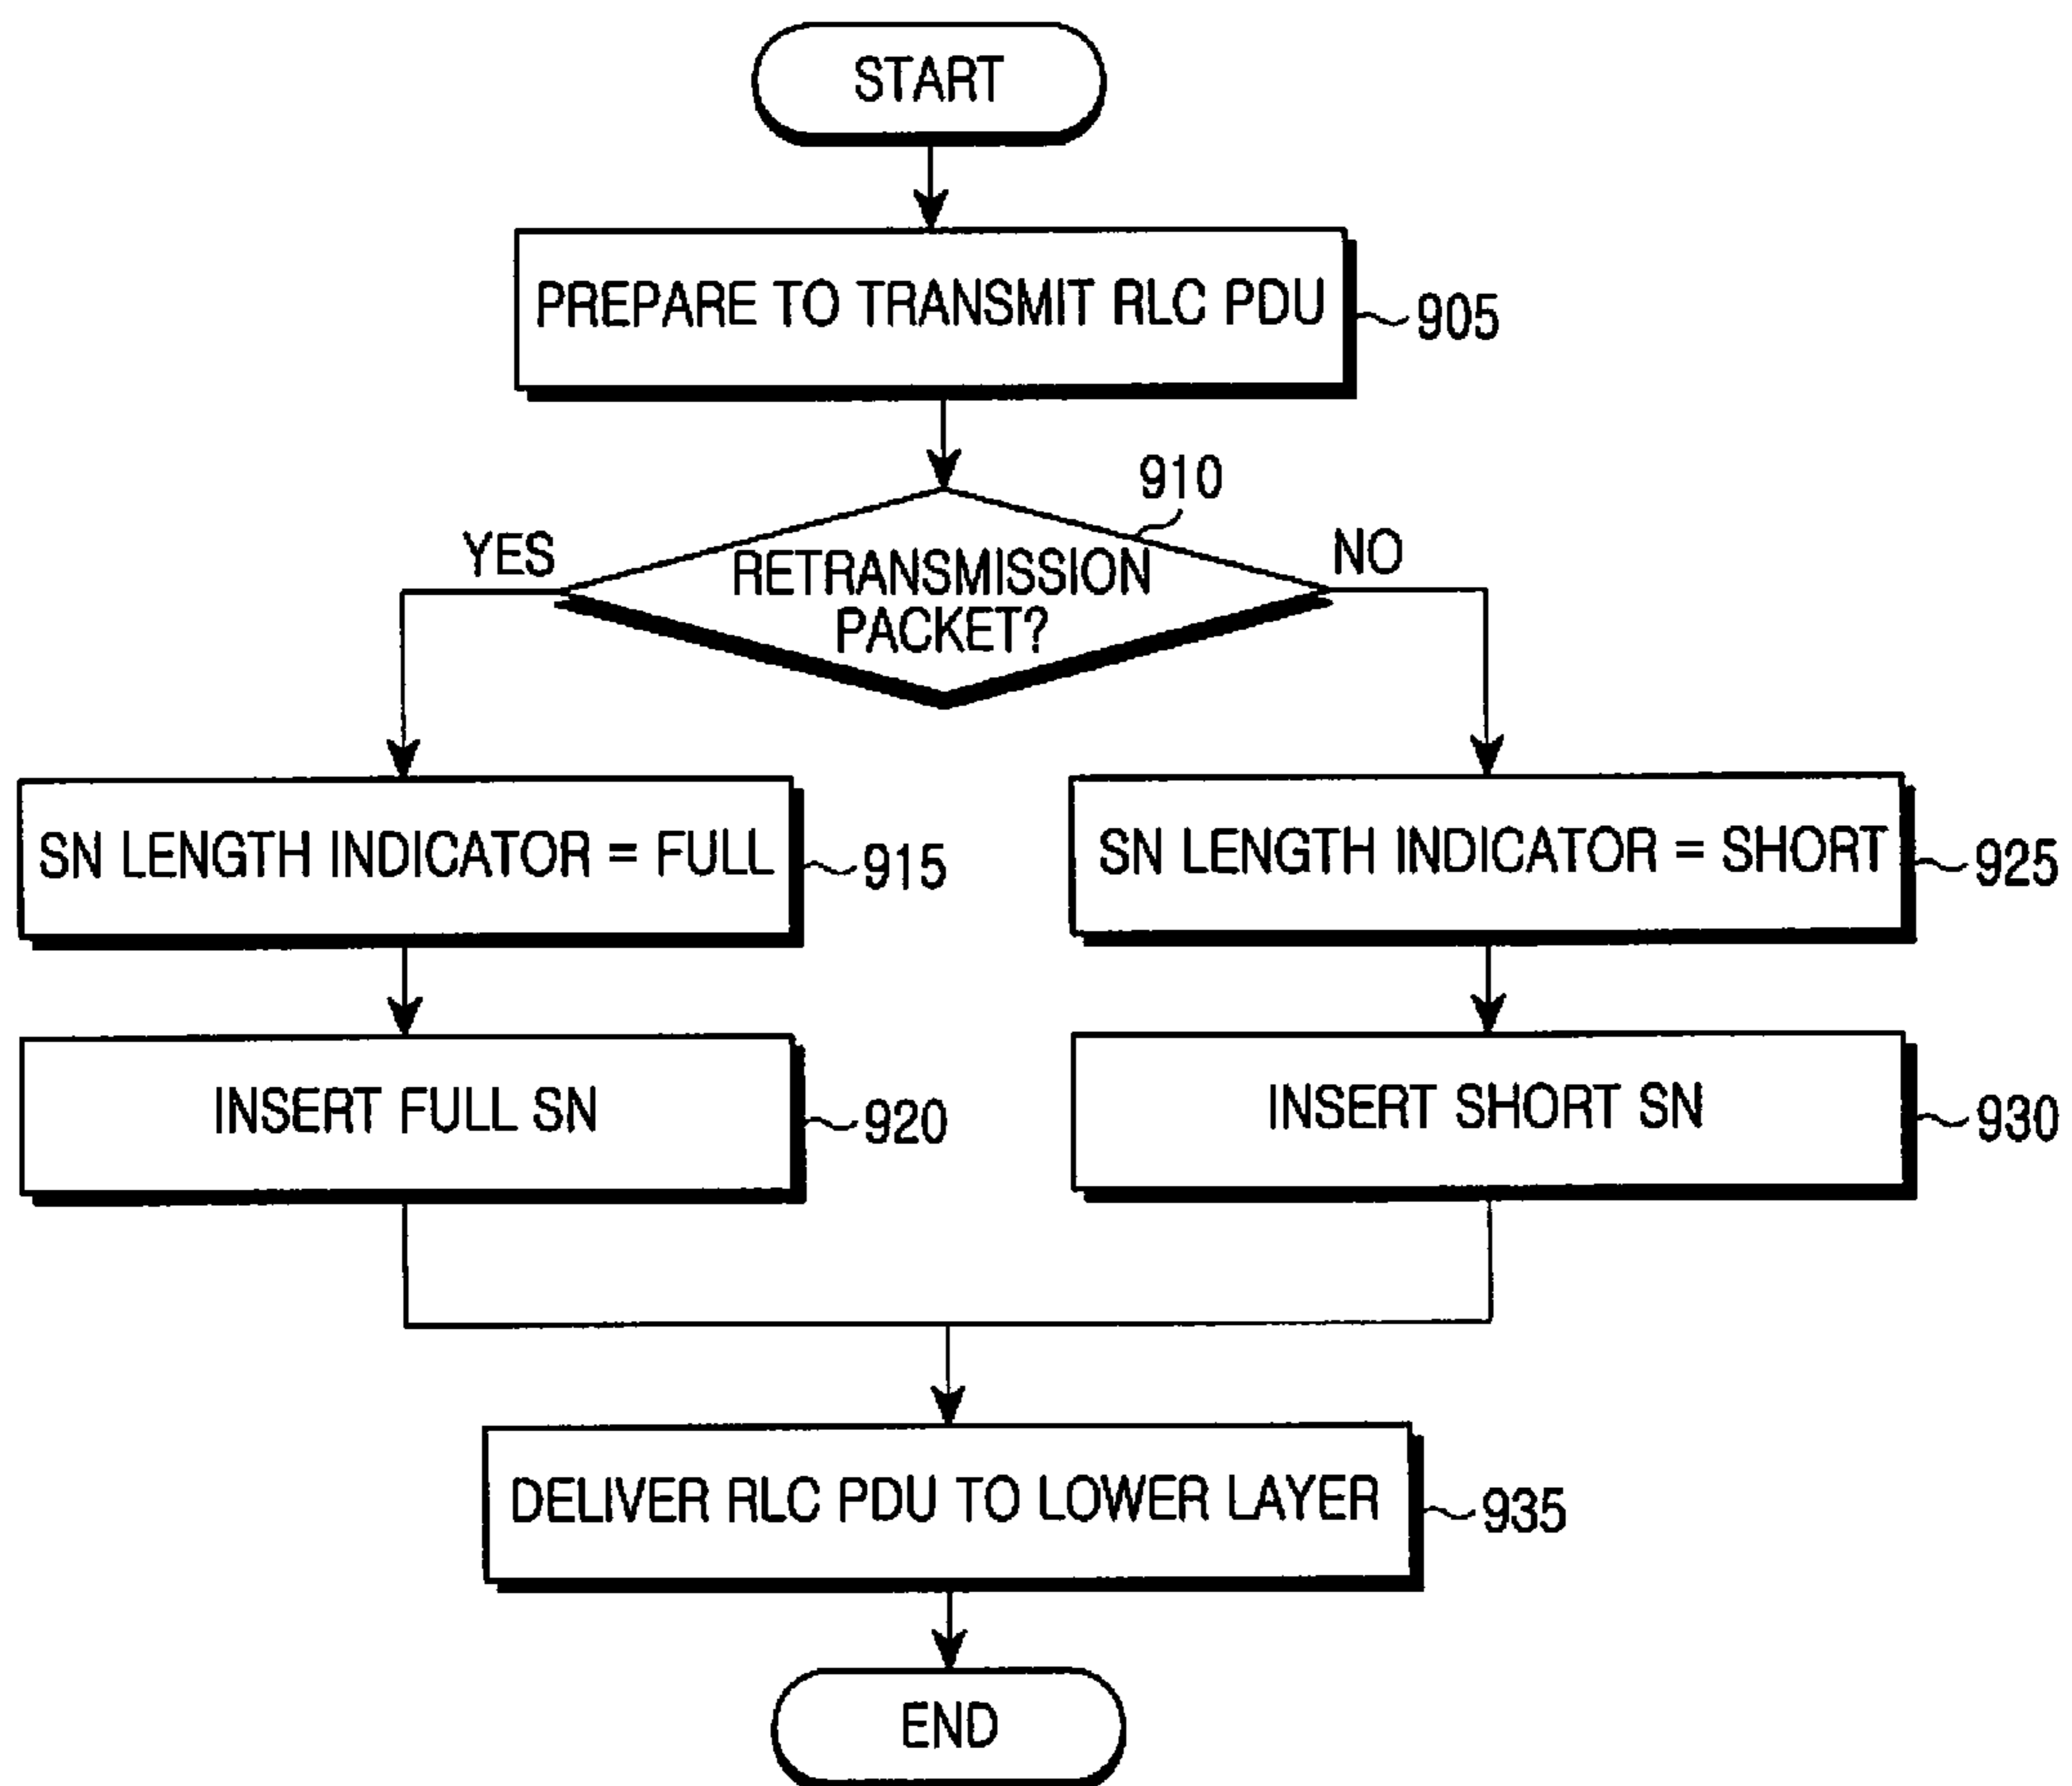 START
PREPARE TO TRANSMIT RLC PDU
905
910
YES
NO
RETRANSMISSION
PACKET?
SN LENGTH INDICATOR = FULL
915
SN LENGTH INDICATOR = SHORT
925
INSERT FULL SN
920
INSERT SHORT SN
930
DELIVER RLC PDU TO LOWER LAYER
935
END